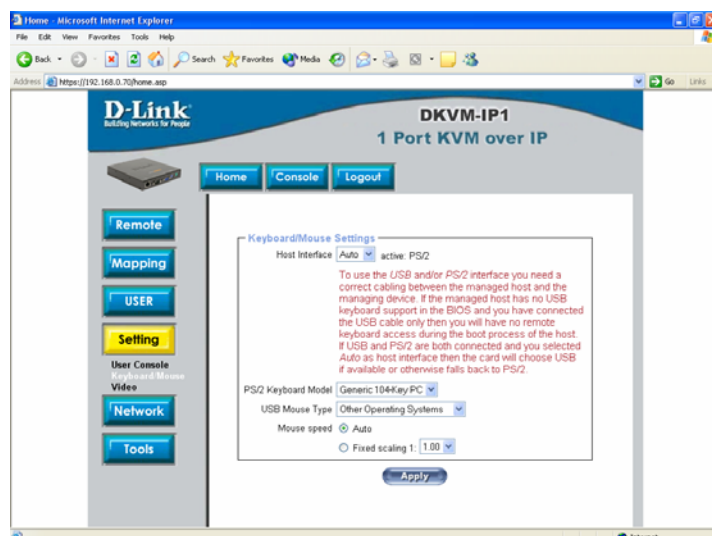 Home - Microsoft Internet Explorer
File Edit View Favorites Tools Help
Back Search Favorites Media
Address https://192.168.0.70/home.asp Go Links
D-Link
Building Networks for People
DKVM-IP1
1 Port KVM over IP
Home Console Logout
Remote
Mapping
USER
Setting
User Console
Keyboard/Mouse
Video
Network
Tools
Keyboard/Mouse Settings
Host Interface Auto active: PS/2
To use the USB and/or PS/2 interface you need a
correct cabling between the managed host and the
managing device. If the managed host has no USB
keyboard support in the BIOS and you have connected
the USB cable only then you will have no remote
keyboard access during the boot process of the host.
If USB and PS/2 are both connected and you selected
Auto as host interface then the card will choose USB
if available or otherwise falls back to PS/2.
PS/2 Keyboard Model Generic 104-Key PC
USB Mouse Type Other Operating Systems
Mouse speed Auto
Fixed scaling 1: 1.00
Apply